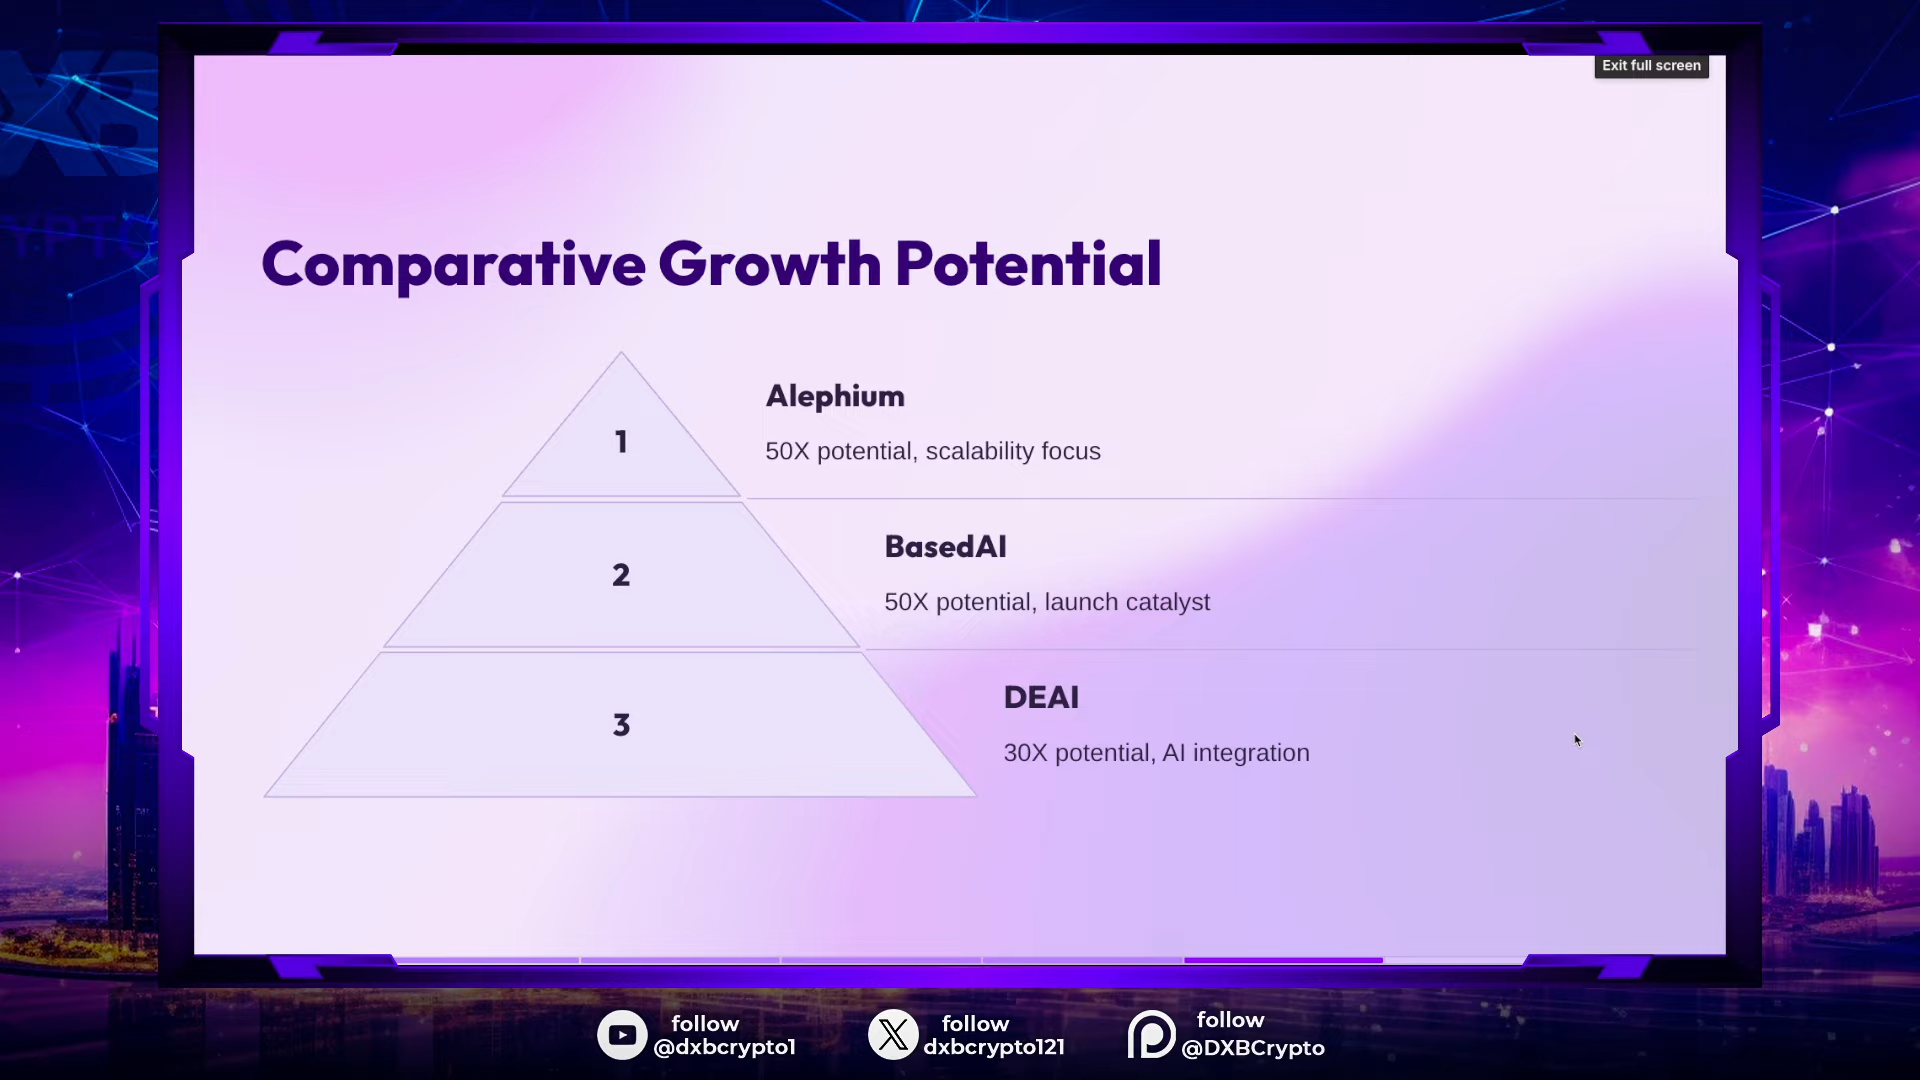 Exit full screen
Comparative Growth Potential
1
Alephium
50X potential, scalability focus
2
BasedAI
50X potential, launch catalyst
3
DEAI
30X potential, AI integration
follow
@dxbcrypto1
follow
dxbcrypto121
follow
@DXBCrypto